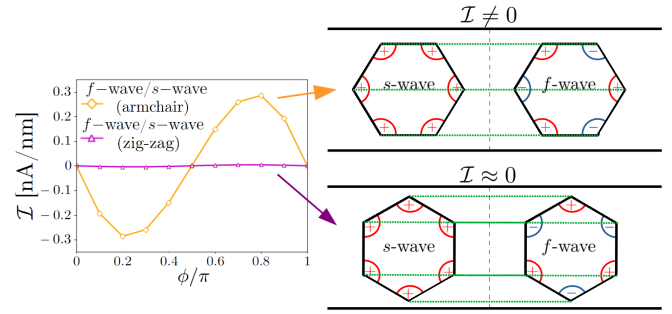 𝓘 ≠ 0
f−wave/s−wave
(armchair)
f−wave/s−wave
(zig-zag)
𝓘 [nA/nm]
0.3
0.2
0.1
0
−0.1
−0.2
−0.3
0
0.2
0.4
0.6
0.8
1.0
ϕ/π
+ +
+ s-wave +
+ +
+ −
− f-wave +
+ −
𝓘 ≈ 0
+
+ +
s-wave
+ +
+
+
− −
f-wave
+ +
−